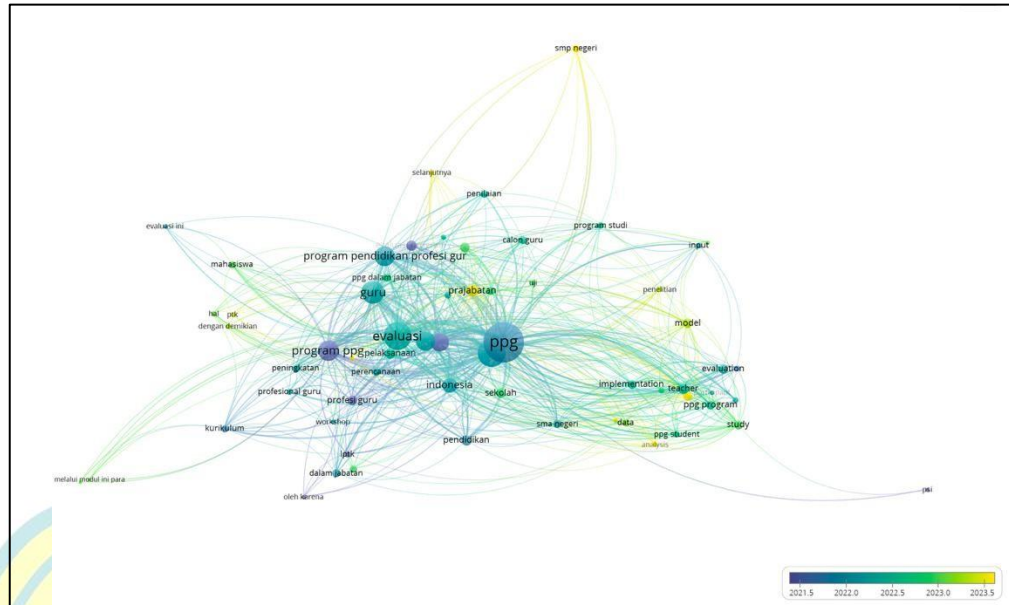 smp negeri
selanjutnya
penilaian
evaluasi ini
program studi
calon guru
input
program pendidikan profesi gur
mahasiswa
ppg dalam jabatan
uji
guru
prajabatan
penelitian
hal
ptk
dengan demikian
model
evaluasi
ppg
program ppg
pelaksanaan
peningkatan
perencanaan
evaluation
indonesia
implementation
teacher
profesional guru
sekolah
profesi guru
ppg program
workshop
kurikulum
sma negeri
data
study
ppg student
pendidikan
analysis
lptk
dalam jabatan
melalui modul ini para
oleh karena
2021.5 2022.0 2022.5 2023.0 2023.5